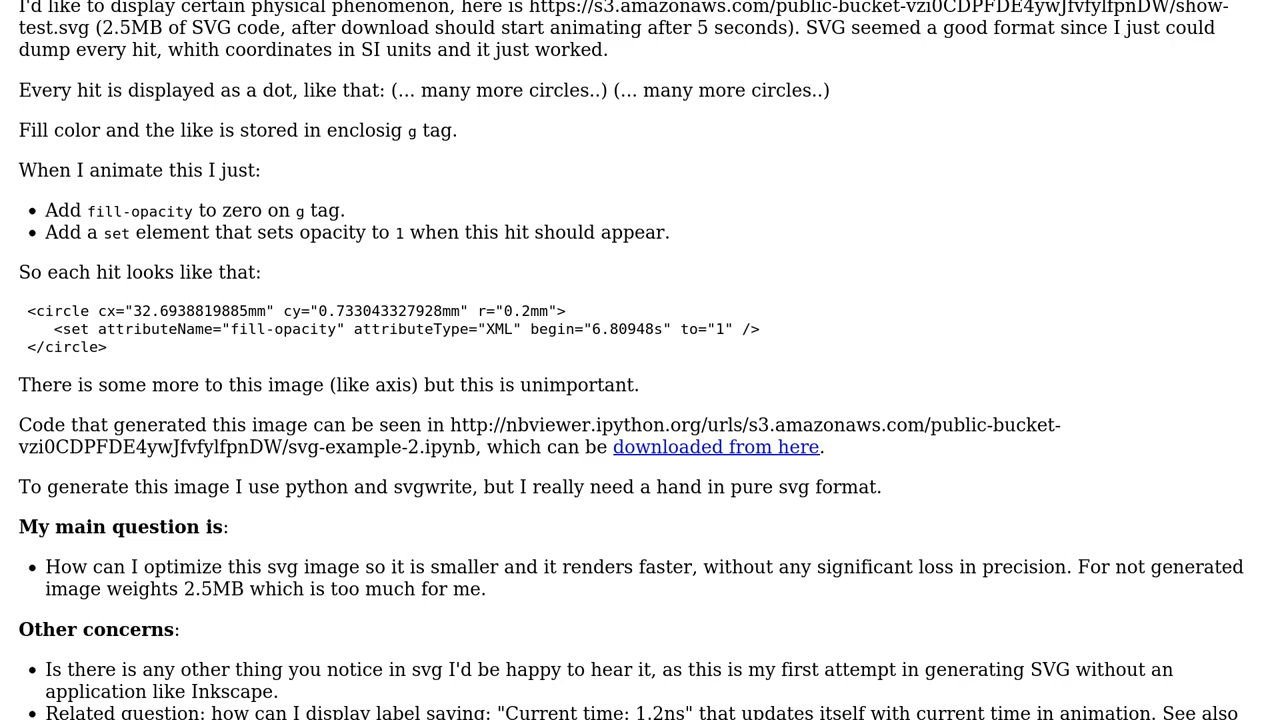 I'd like to display certain physical phenomenon, here is https://s3.amazonaws.com/public-bucket-vzi0CDPFDE4ywJfvfylfpnDW/show-
test.svg (2.5MB of SVG code, after download should start animating after 5 seconds). SVG seemed a good format since I just could
dump every hit, whith coordinates in SI units and it just worked.
Every hit is displayed as a dot, like that: (... many more circles..) (... many more circles..)
Fill color and the like is stored in enclosig g tag.
When I animate this I just:
• Add fill-opacity to zero on g tag.
• Add a set element that sets opacity to 1 when this hit should appear.
So each hit looks like that:
<circle cx="32.6938819885mm" cy="0.733043327928mm" r="0.2mm">
<set attributeName="fill-opacity" attributeType="XML" begin="6.80948s" to="1" />
</circle>
There is some more to this image (like axis) but this is unimportant.
Code that generated this image can be seen in http://nbviewer.ipython.org/urls/s3.amazonaws.com/public-bucket-
vzi0CDPFDE4ywJfvfylfpnDW/svg-example-2.ipynb, which can be downloaded from here.
To generate this image I use python and svgwrite, but I really need a hand in pure svg format.
My main question is:
• How can I optimize this svg image so it is smaller and it renders faster, without any significant loss in precision. For not generated
image weights 2.5MB which is too much for me.
Other concerns:
• Is there is any other thing you notice in svg I'd be happy to hear it, as this is my first attempt in generating SVG without an
application like Inkscape.
• Related question: how can I display label saying: "Current time: 1.2ns" that updates itself with current time in animation. See also